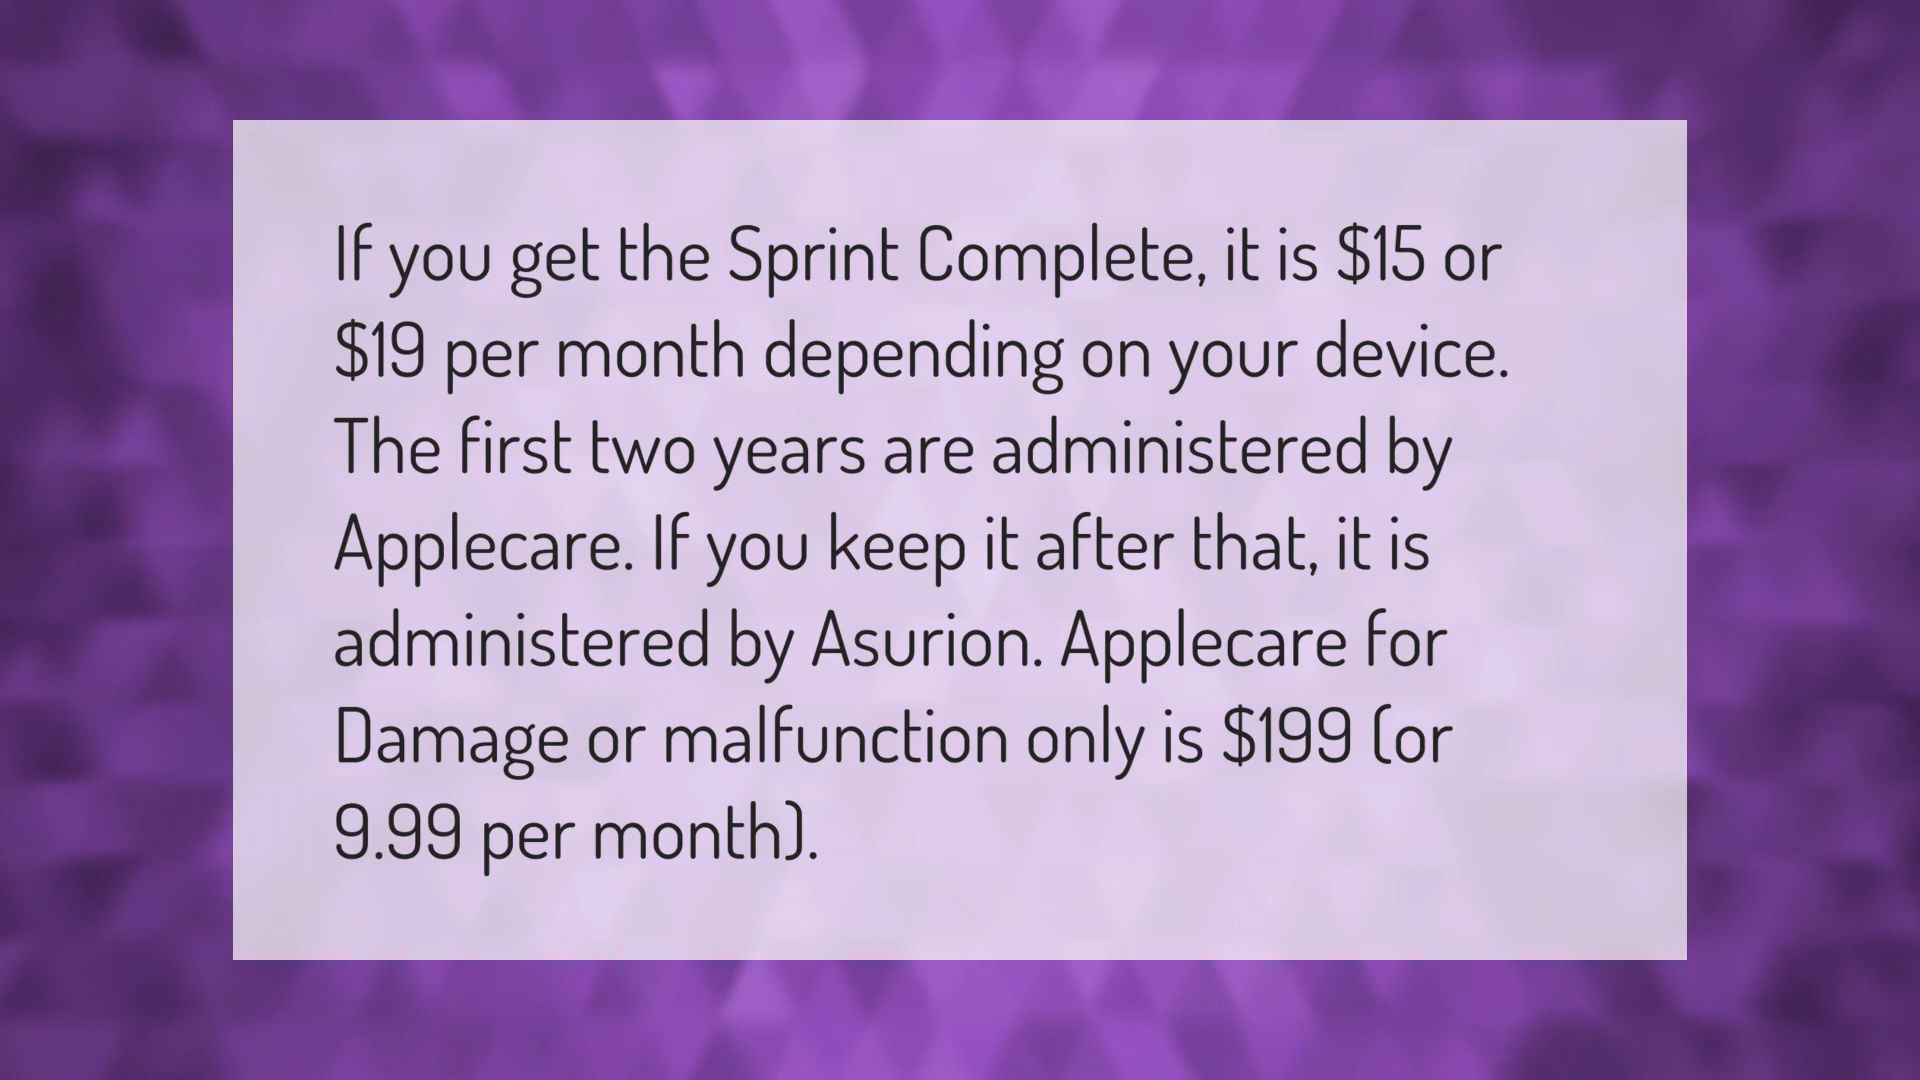 If you get the Sprint Complete, it is $15 or
$19 per month depending on your device.
The first two years are administered by
Applecare. If you keep it after that, it is
administered by Asurion. Applecare for
Damage or malfunction only is $199 (or
9.99 per month).